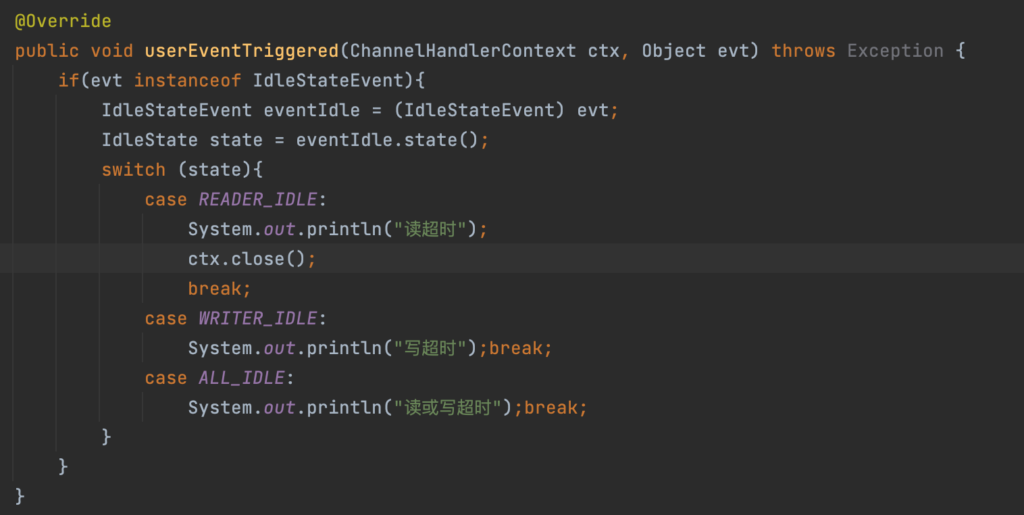 @Override
public void userEventTriggered(ChannelHandlerContext ctx, Object evt) throws Exception {
if(evt instanceof IdleStateEvent){
IdleStateEvent eventIdle = (IdleStateEvent) evt;
IdleState state = eventIdle.state();
switch (state){
case READER_IDLE:
System.out.println("读超时");
ctx.close();
break;
case WRITER_IDLE:
System.out.println("写超时");break;
case ALL_IDLE:
System.out.println("读或写超时");break;
}
}
}